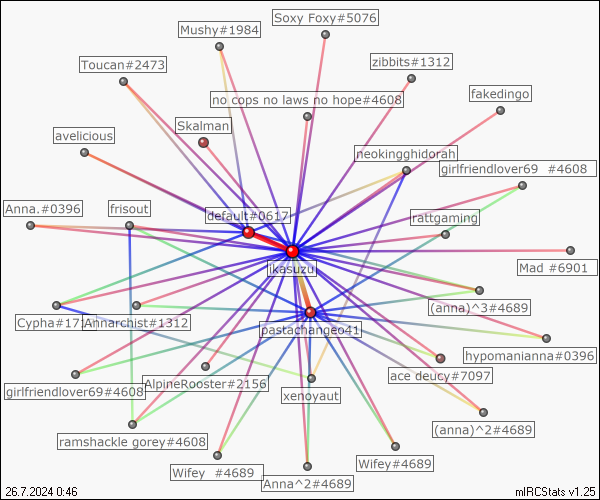 Soxy Foxy#5076
Mushy#1984
zibbits#1312
Toucan#2473
fakedingo
no cops no laws no hope#4608
Skalman
avelicious
neokingghidorah
girlfriendlover69 #4608
Anna.#0396
frisout
default#0617
rattgaming
jkasuzu
Mad #6901
(anna)^3#4689
Cypha#171
Annarchist#1312
pastachangeo41
hypomanianna#0396
ace deucy#7097
girlfriendlover69#4608
AlpineRooster#2156
xenoyaut
(anna)^2#4689
ramshackle gorey#4608
Wifey #4689
Wifey#4689
Anna^2#4689
26.7.2024 0:46
mIRCStats v1.25